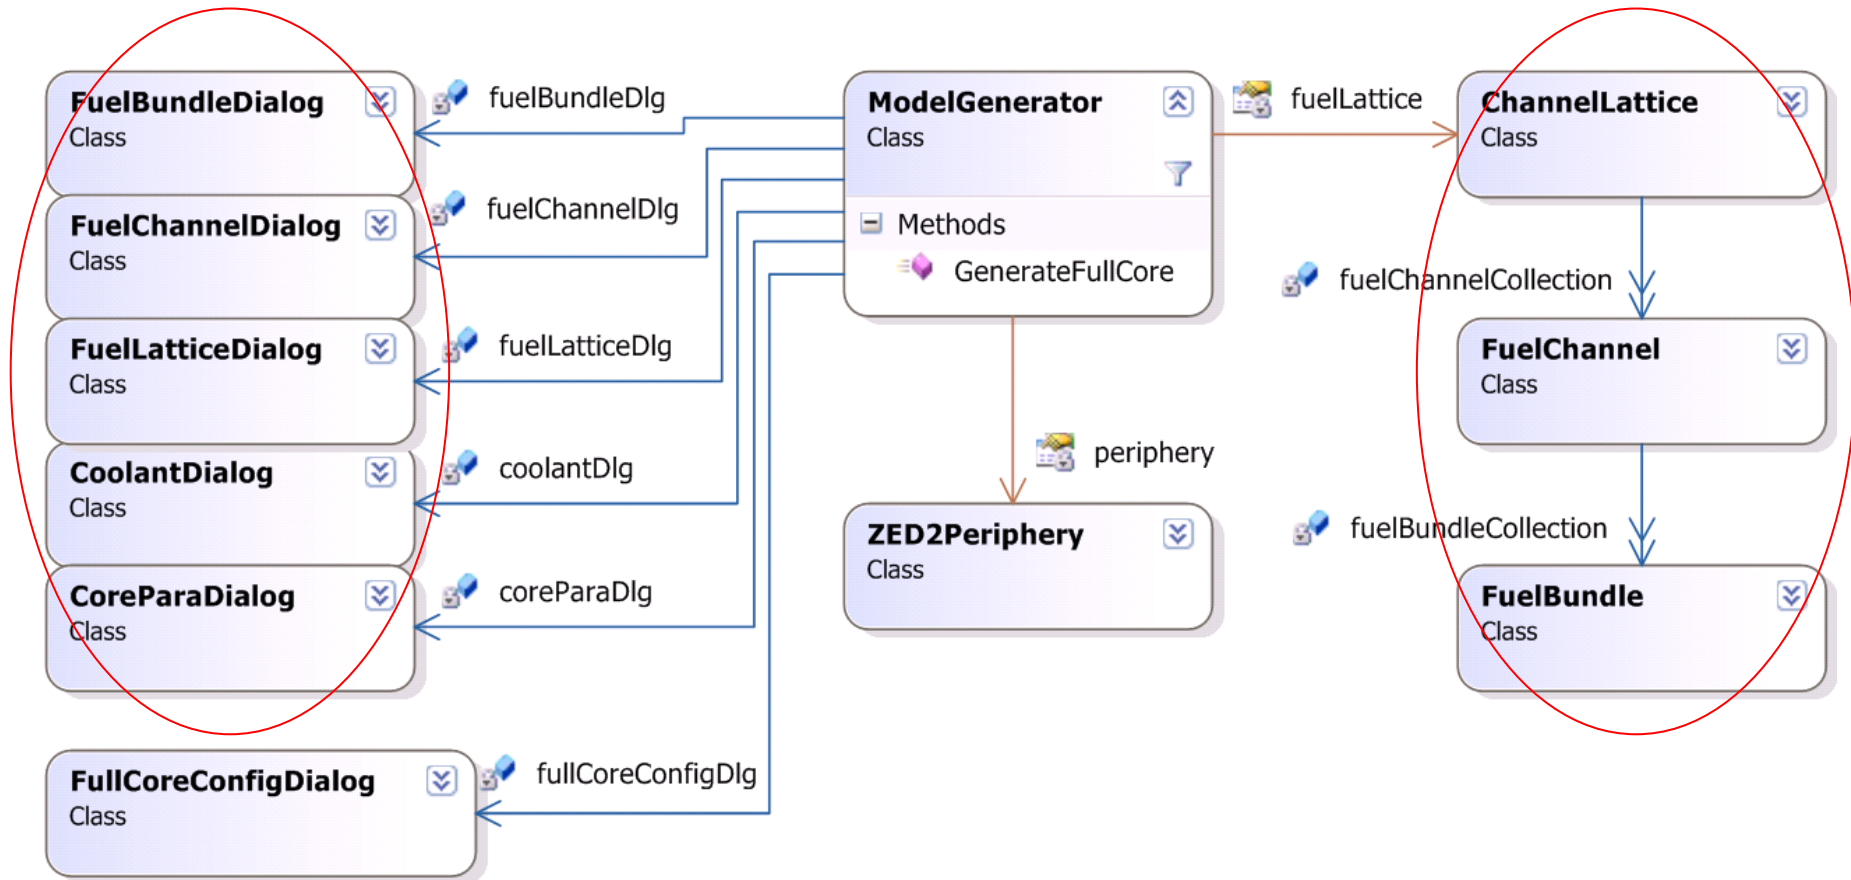 FuelBundleDialog
Class
fuelBundleDlg
FuelChannelDialog
Class
fuelChannelDlg
FuelLatticeDialog
Class
fuelLatticeDlg
CoolantDialog
Class
coolantDlg
CoreParaDialog
Class
coreParaDlg
FullCoreConfigDialog
Class
fullCoreConfigDlg
ModelGenerator
Class
Methods
GenerateFullCore
periphery
ZED2Periphery
Class
fuelLattice
ChannelLattice
Class
fuelChannelCollection
FuelChannel
Class
fuelBundleCollection
FuelBundle
Class